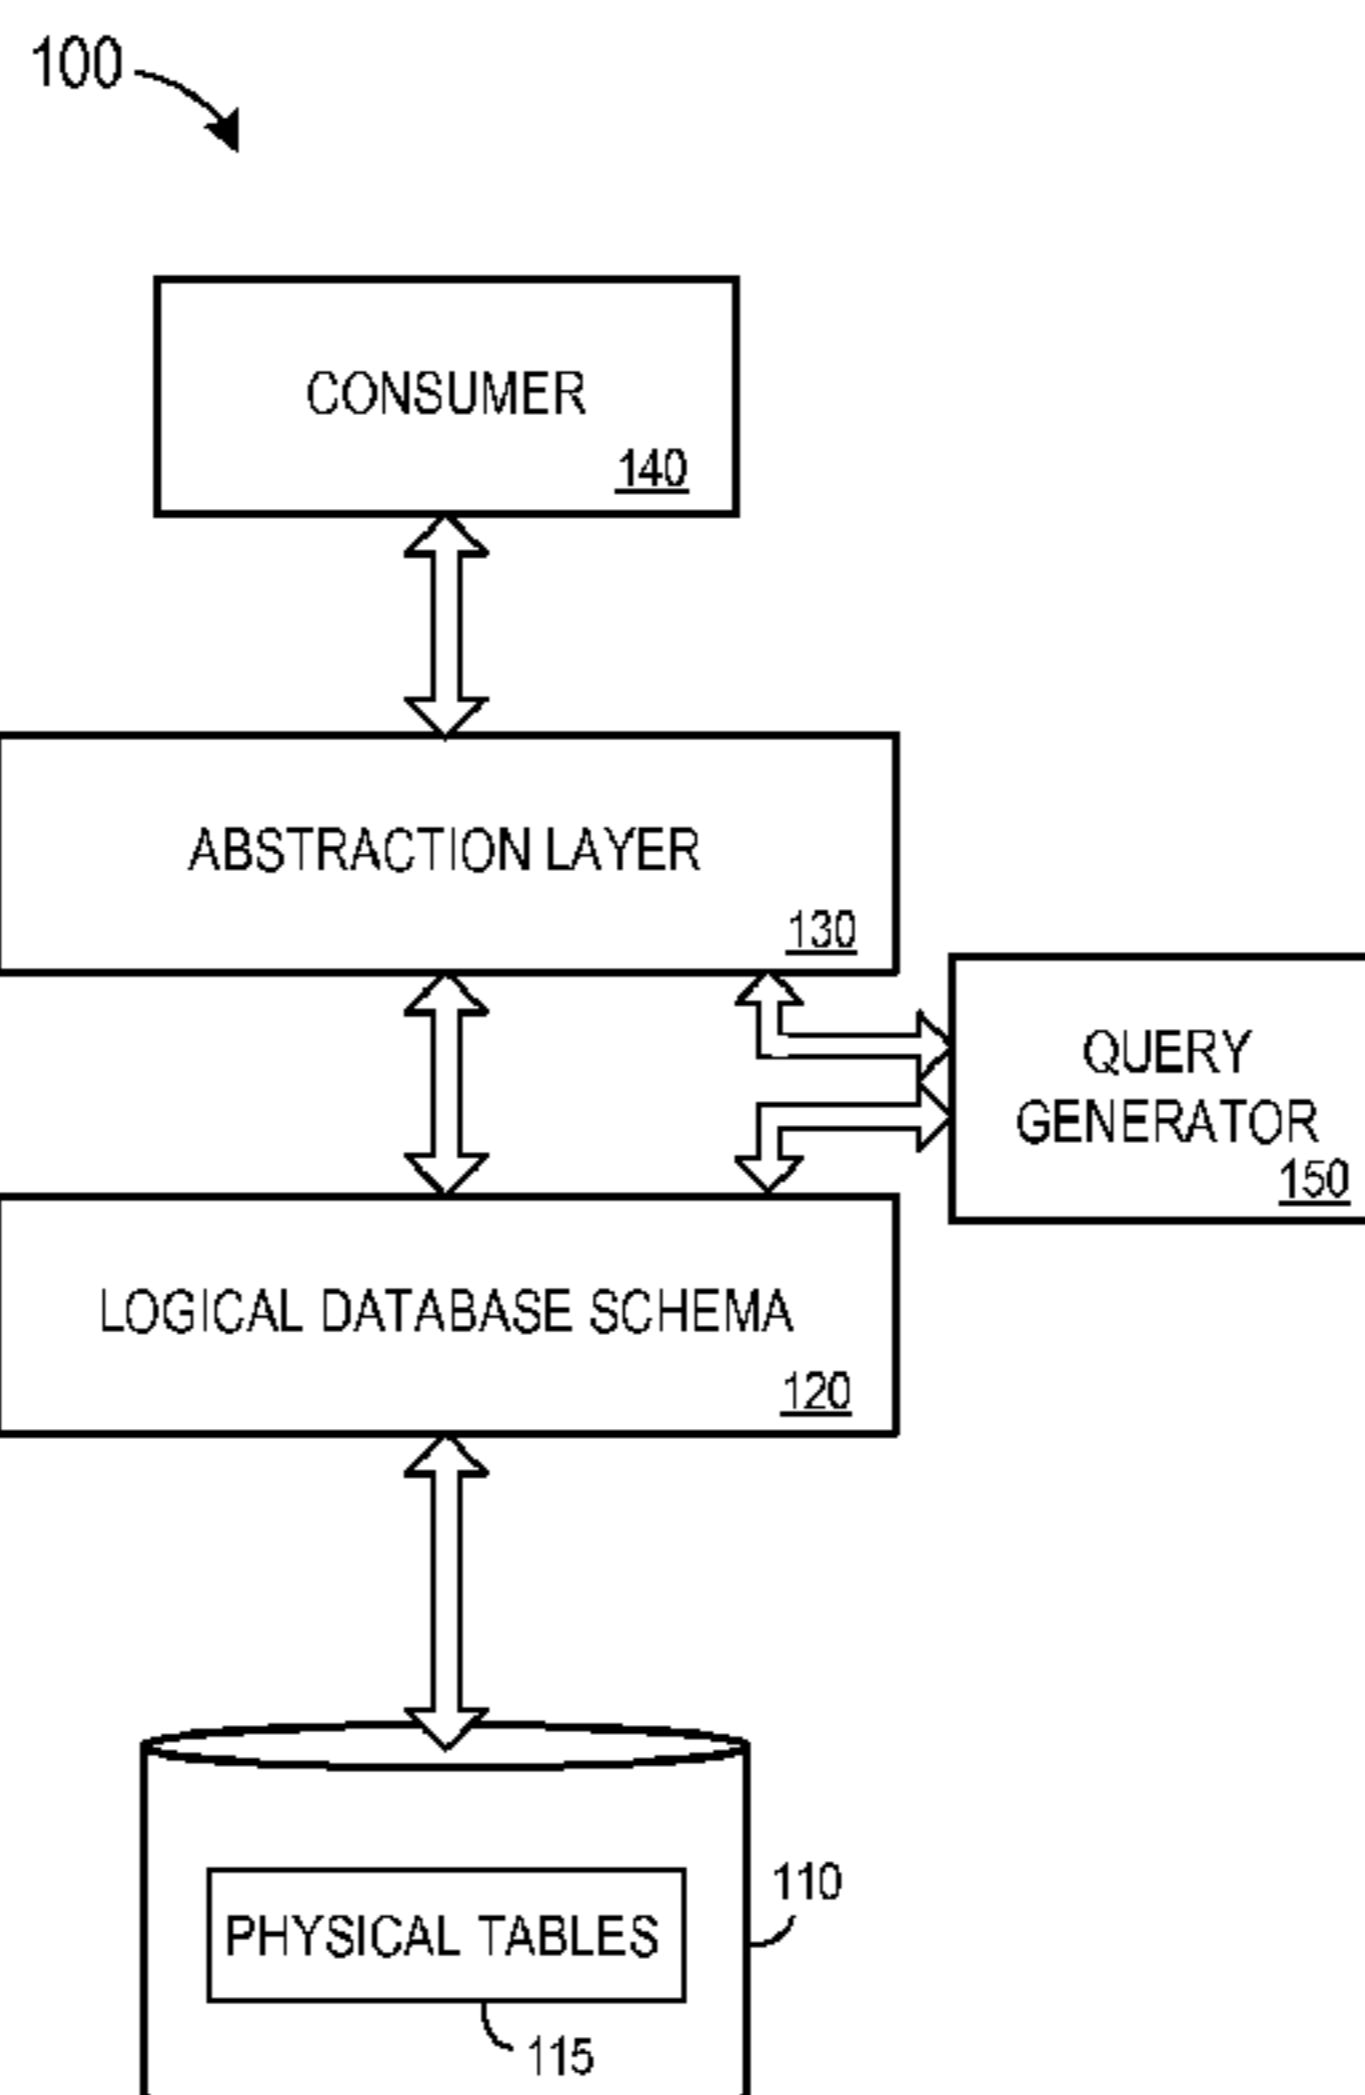 100
CONSUMER
140
ABSTRACTION LAYER
130
QUERY
GENERATOR
150
LOGICAL DATABASE SCHEMA
120
110
PHYSICAL TABLES
115